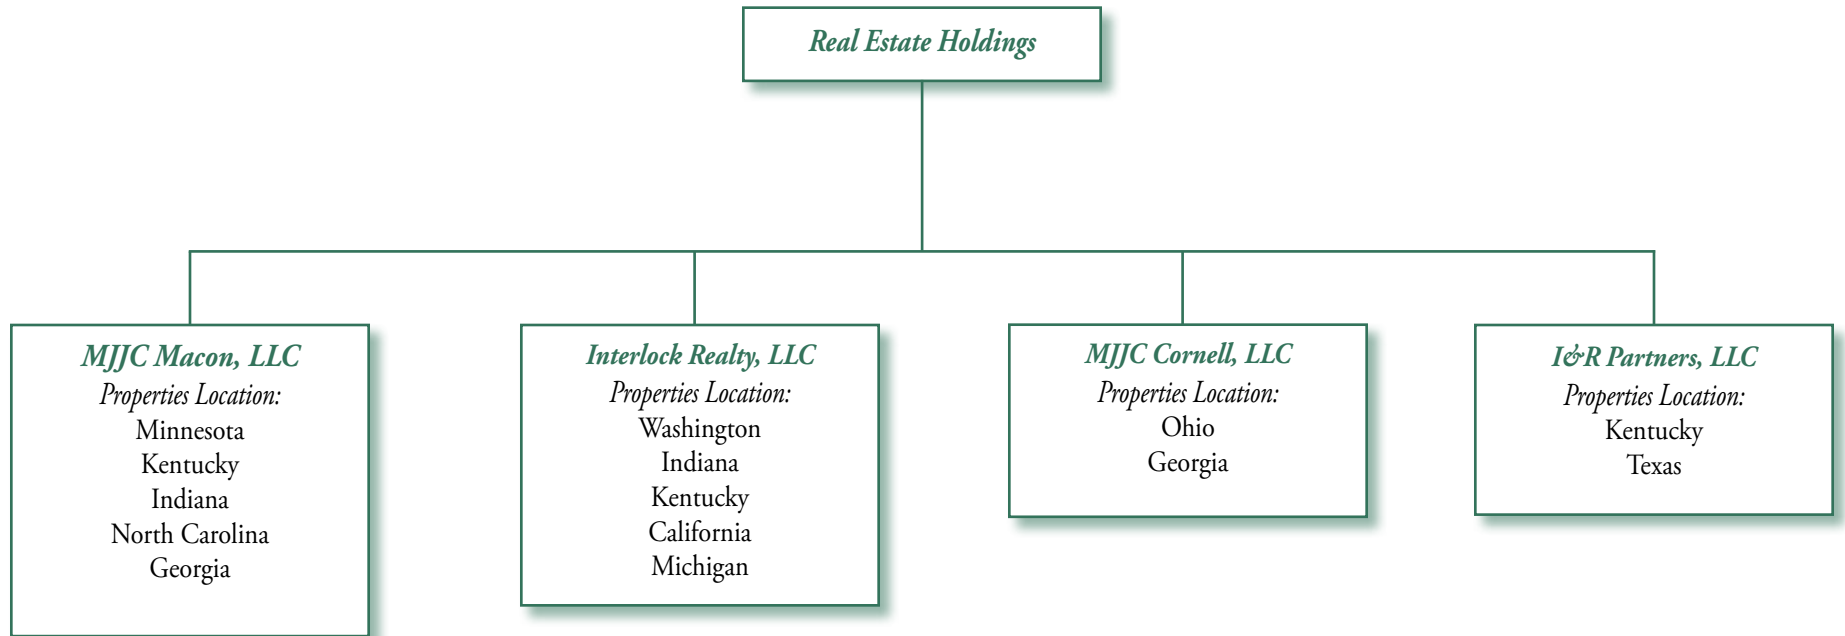 Real Estate Holdings
MJJC Macon, LLC
Properties Location:
Minnesota
Kentucky
Indiana
North Carolina
Georgia
Interlock Realty, LLC
Properties Location:
Washington
Indiana
Kentucky
California
Michigan
MJJC Cornell, LLC
Properties Location:
Ohio
Georgia
I&R Partners, LLC
Properties Location:
Kentucky
Texas